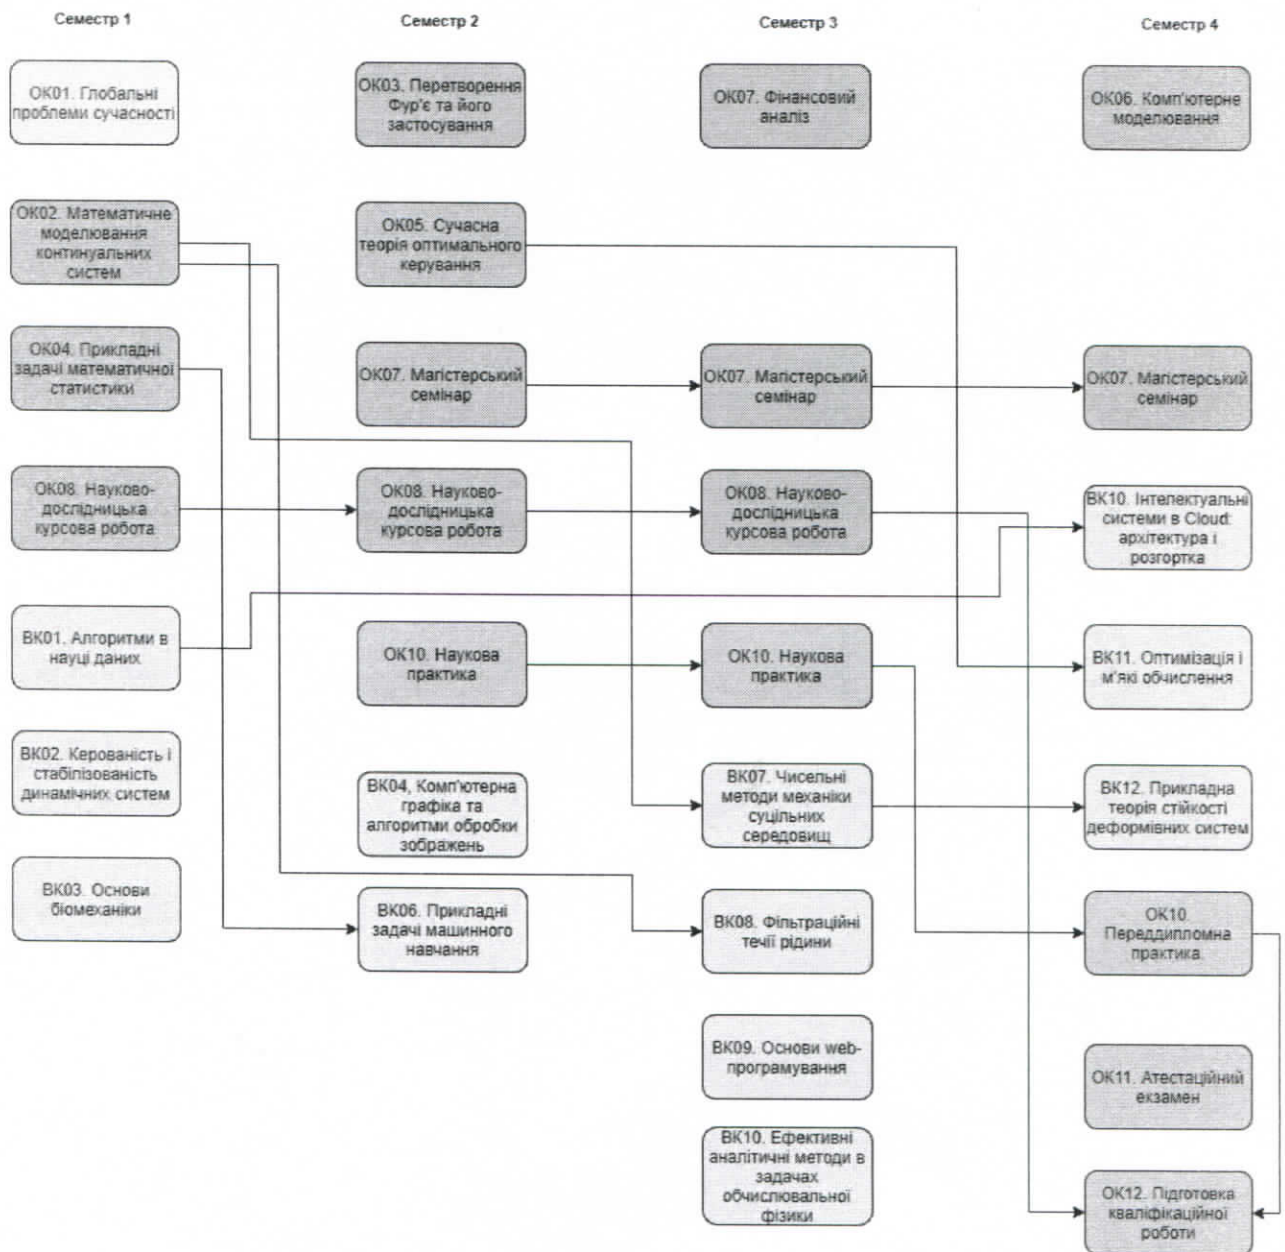 Семестр 1
Семестр 2
Семестр 3
Семестр 4
ОК01. Глобальні
проблеми сучасності
ОК03. Перетворення
Фур'є та його
застосування
ОК07. Фінансовий
аналіз
ОК06. Комп'ютерне
моделювання
ОК02. Математичне
моделювання
континуальних
систем
ОК05. Сучасна
теорія оптимального
керування
ОК04. Прикладні
задачі математичної
статистики
ОК07. Магістерський
семінар
ОК07. Магістерський
семінар
ОК07. Магістерський
семінар
ОК08. Науково-
дослідницька
курсова робота
ОК08. Науково-
дослідницька
курсова робота
ОК08. Науково-
дослідницька
курсова робота
ВК10. Інтелектуальні
системи в Cloud:
архітектура і
розгортка
ВК01. Алгоритми в
науці даних
ОК10. Наукова
практика
ОК10. Наукова
практика
ВК11. Оптимізація і
м'які обчислення
ВК02. Керованість і
стабілізованість
динамічних систем
ВК04, Комп'ютерна
графіка та
алгоритми обробки
зображень
ВК07. Чисельні
методи механіки
суцільних
середовищ
ВК12. Прикладна
теорія стійкості
деформівних систем
ВК03. Основи
біомеханіки
ВК06. Прикладні
задачі машинного
навчання
ВК08. Фільтраційні
течії рідини
ОК10.
Переддипломна
практика.
ВК09. Основи web-
програмування
ОК11. Атестаційний
екзамен
ВК10. Ефективні
аналітичні методи в
задачах
обчислювальної
фізики
ОК12. Підготовка
кваліфікаційної
роботи